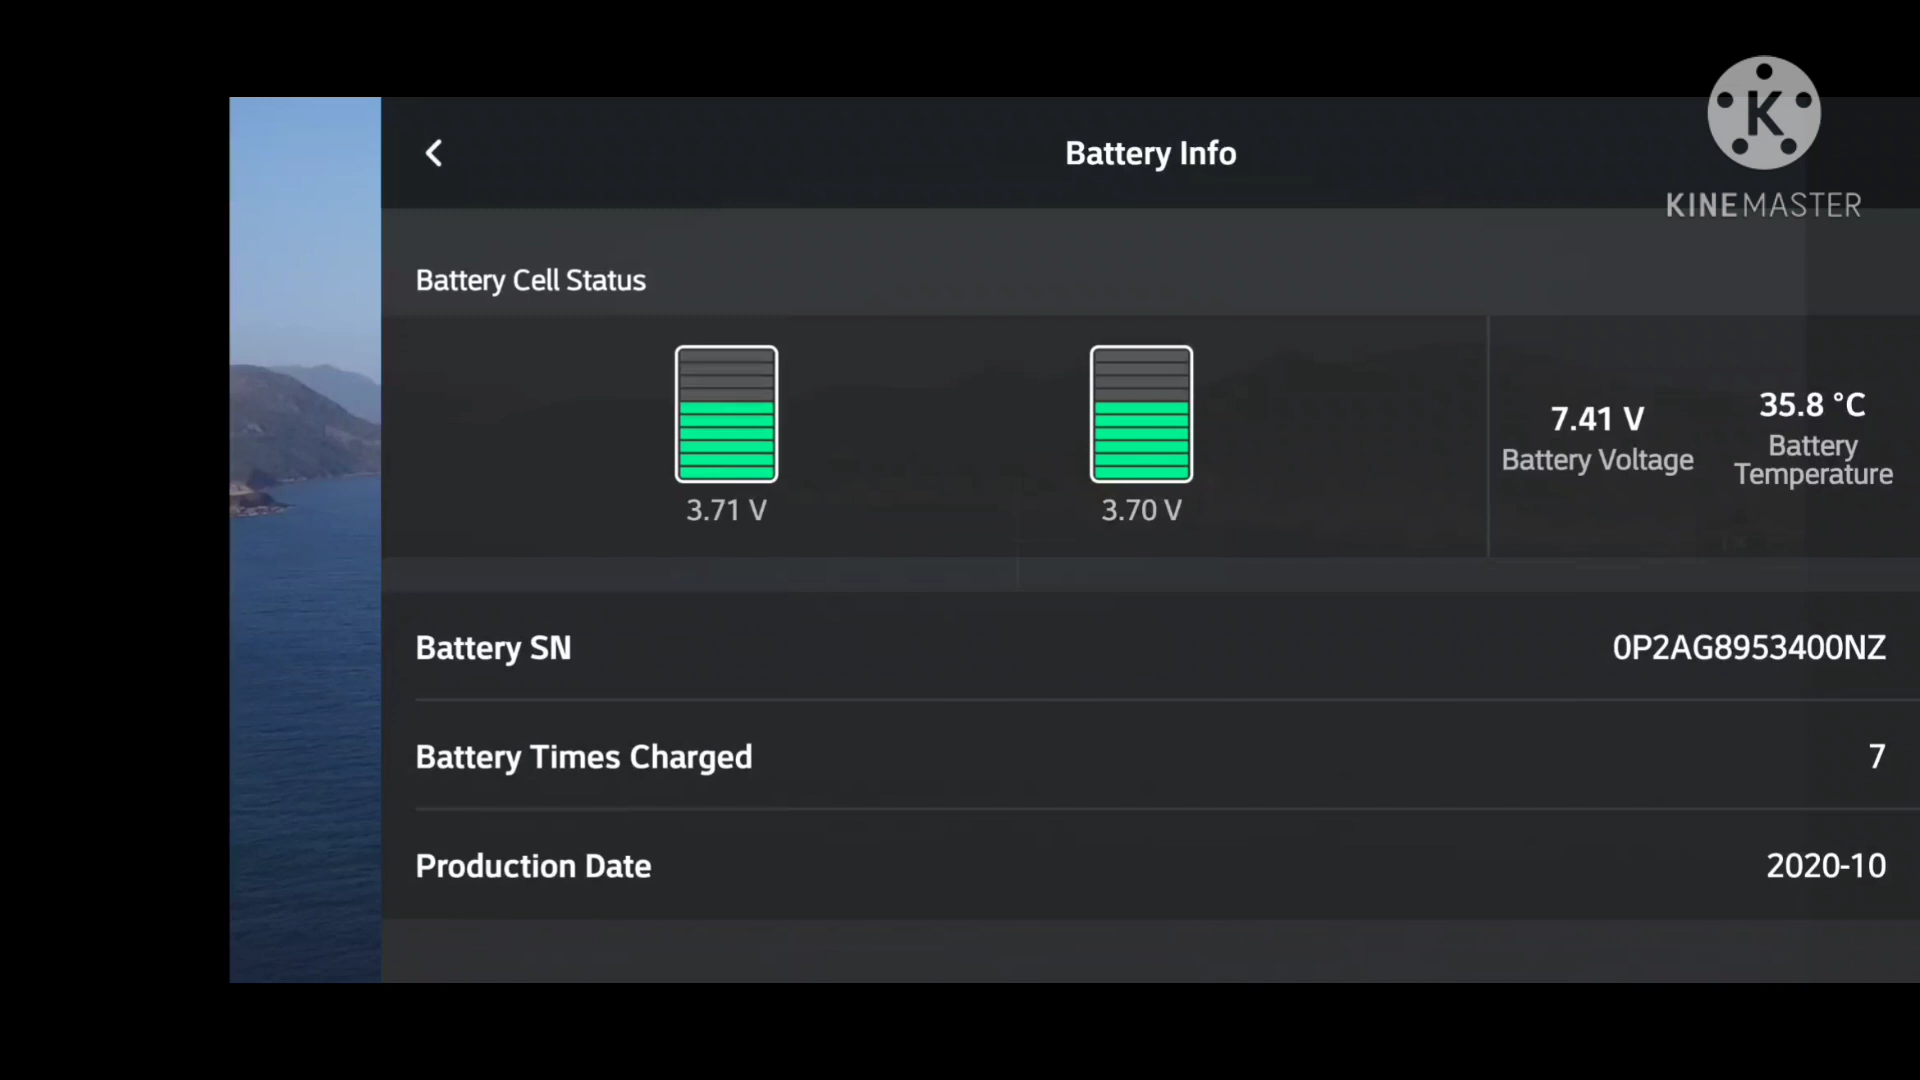 K
KINEMASTER
Battery Info
Battery Cell Status
3.71 V
3.70 V
7.41 V
Battery Voltage
35.8 °C
Battery
Temperature
Battery SN
0P2AG8953400NZ
Battery Times Charged
7
Production Date
2020-10